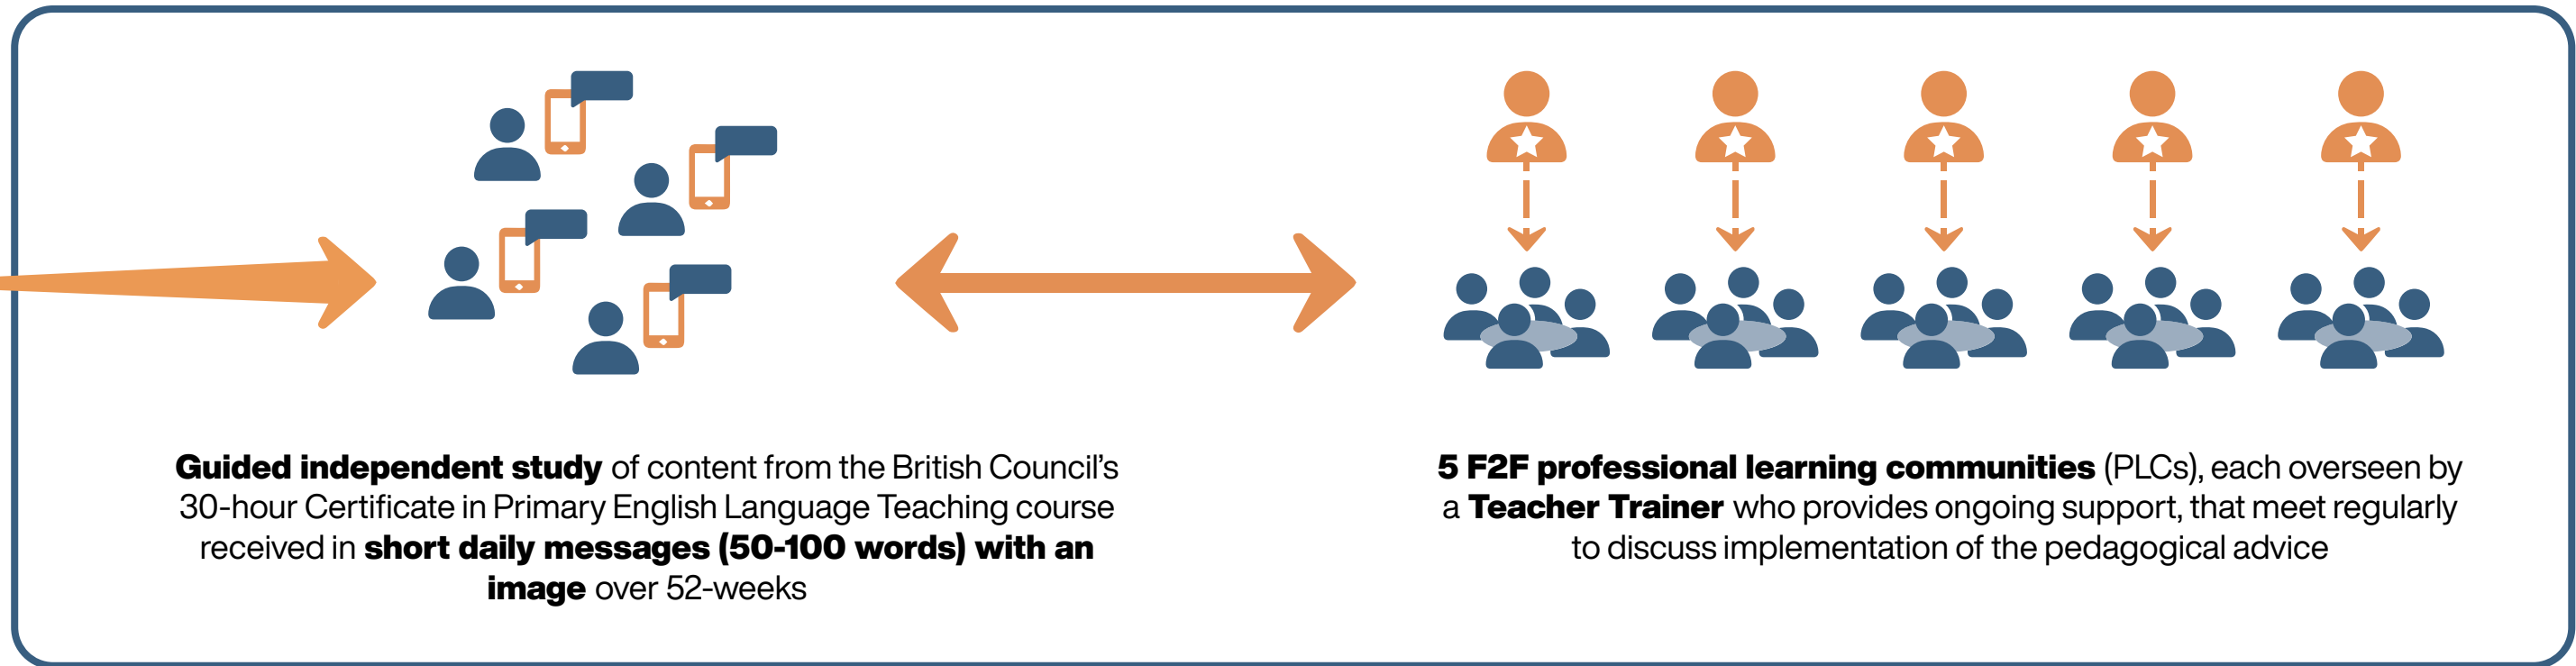 Guided independent study of content from the British Council’s
30-hour Certificate in Primary English Language Teaching course
received in short daily messages (50-100 words) with an
image over 52-weeks
5 F2F professional learning communities (PLCs), each overseen by
a Teacher Trainer who provides ongoing support, that meet regularly
to discuss implementation of the pedagogical advice